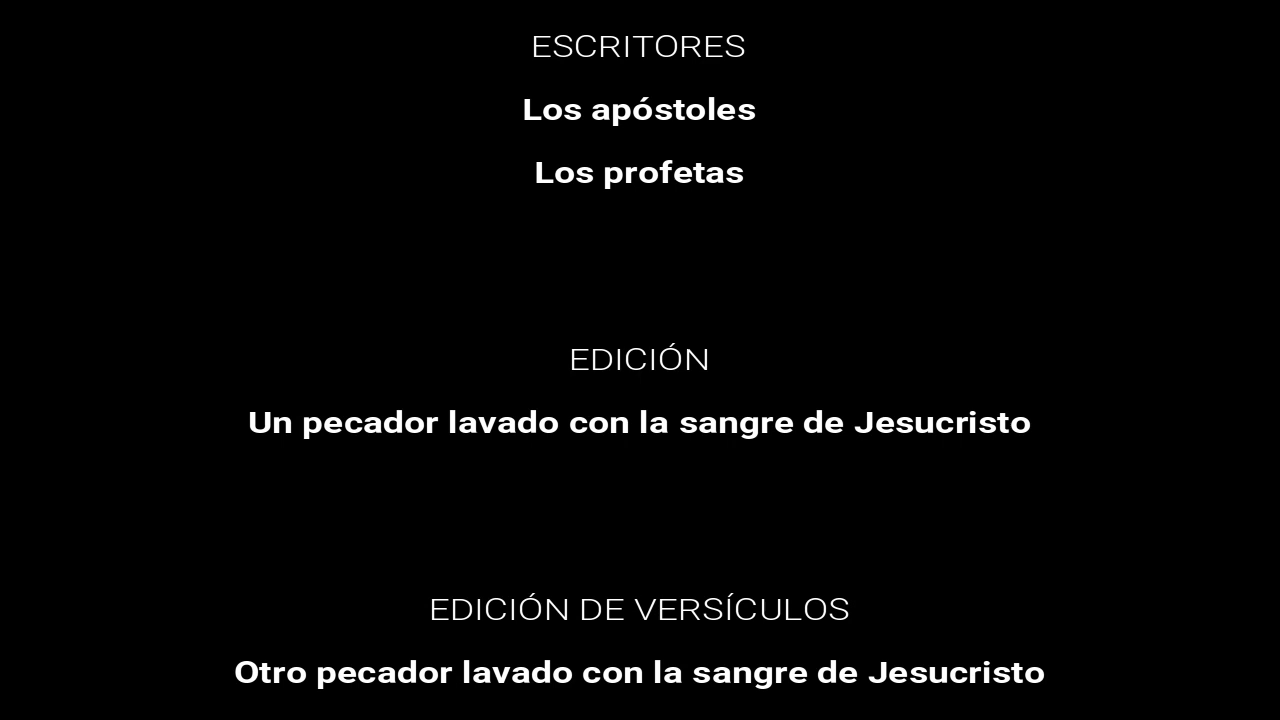 ESCRITORES
Los apóstoles
Los profetas
EDICIÓN
Un pecador lavado con la sangre de Jesucristo
EDICIÓN DE VERSÍCULOS
Otro pecador lavado con la sangre de Jesucristo